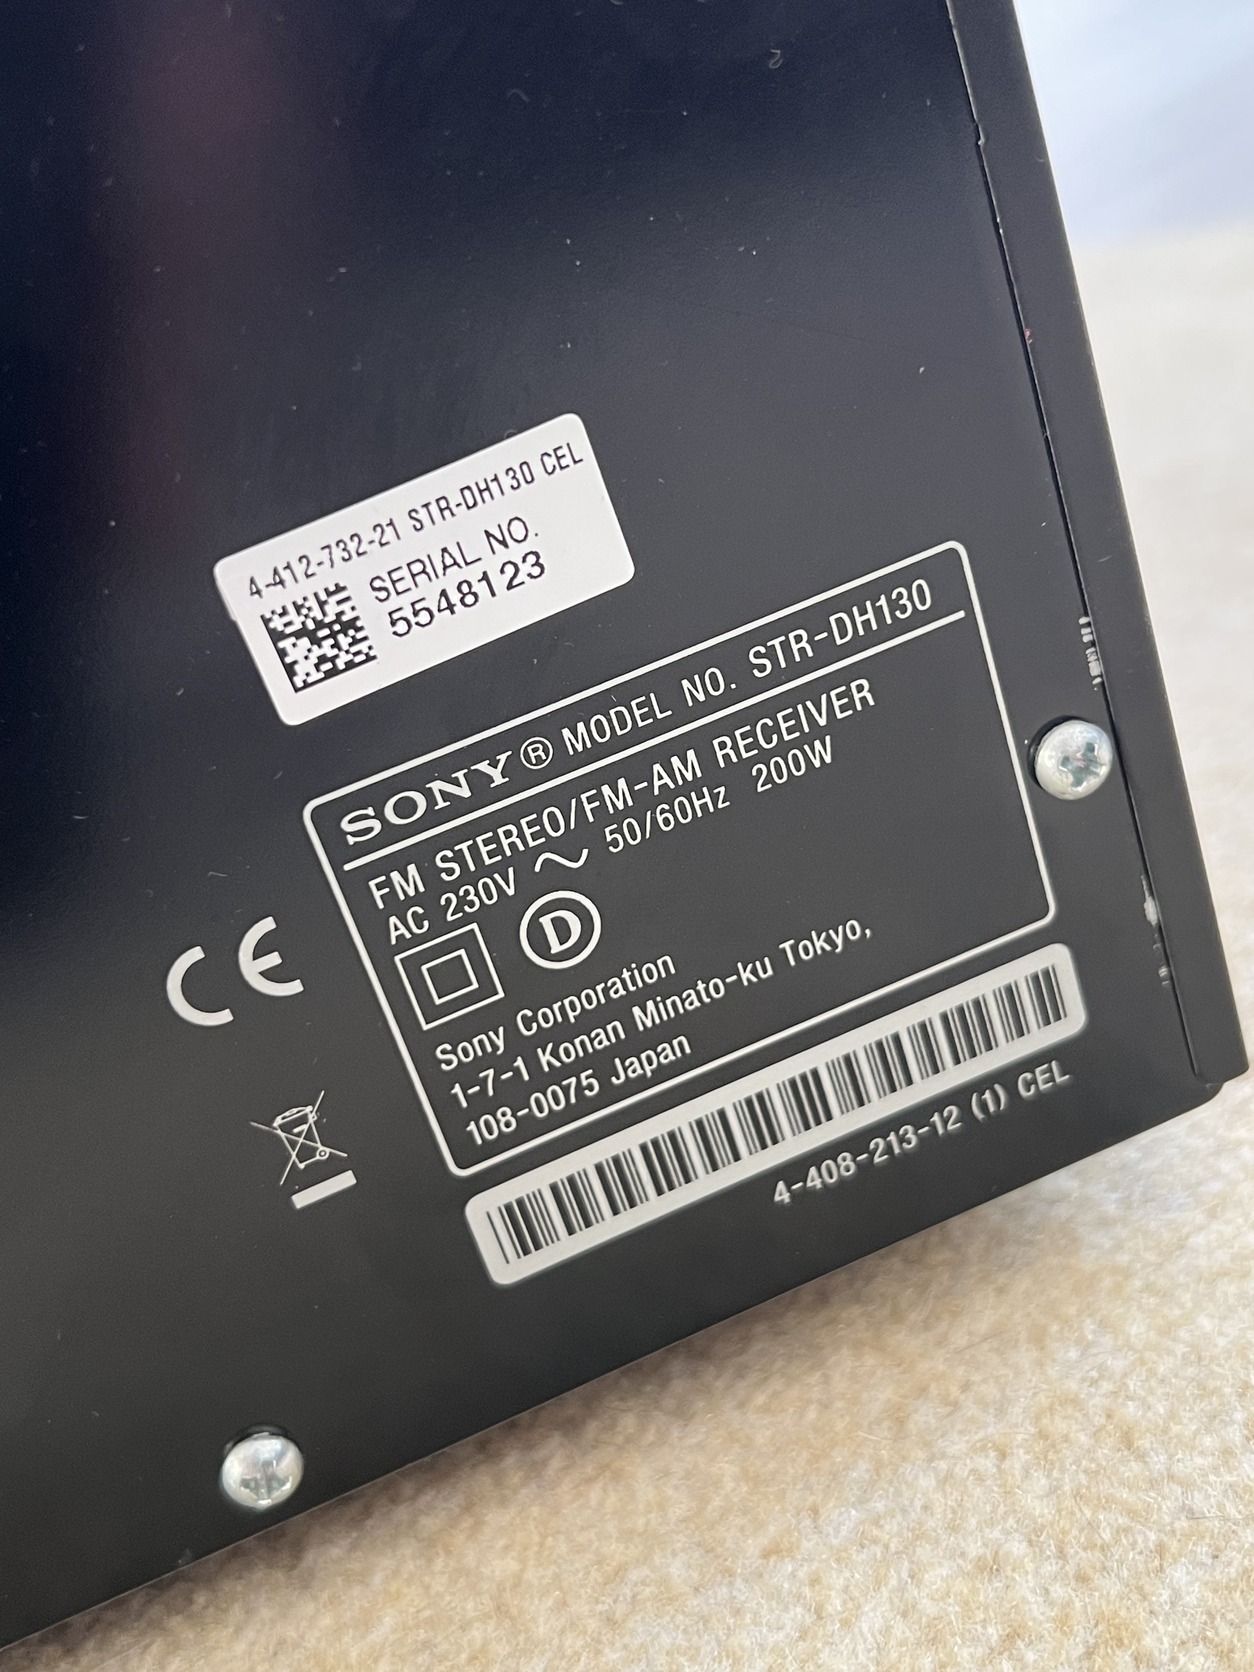 4-412-732-21 STR-DH130 CEL
SERIAL NO.
5548123
SONY® MODEL NO. STR-DH130
FM STEREO/FM-AM RECEIVER
AC 230V ~ 50/60Hz 200W
D
Sony Corporation
1-7-1 Konan Minato-ku Tokyo,
108-0075 Japan
CE
4-408-213-12 (1) CEL